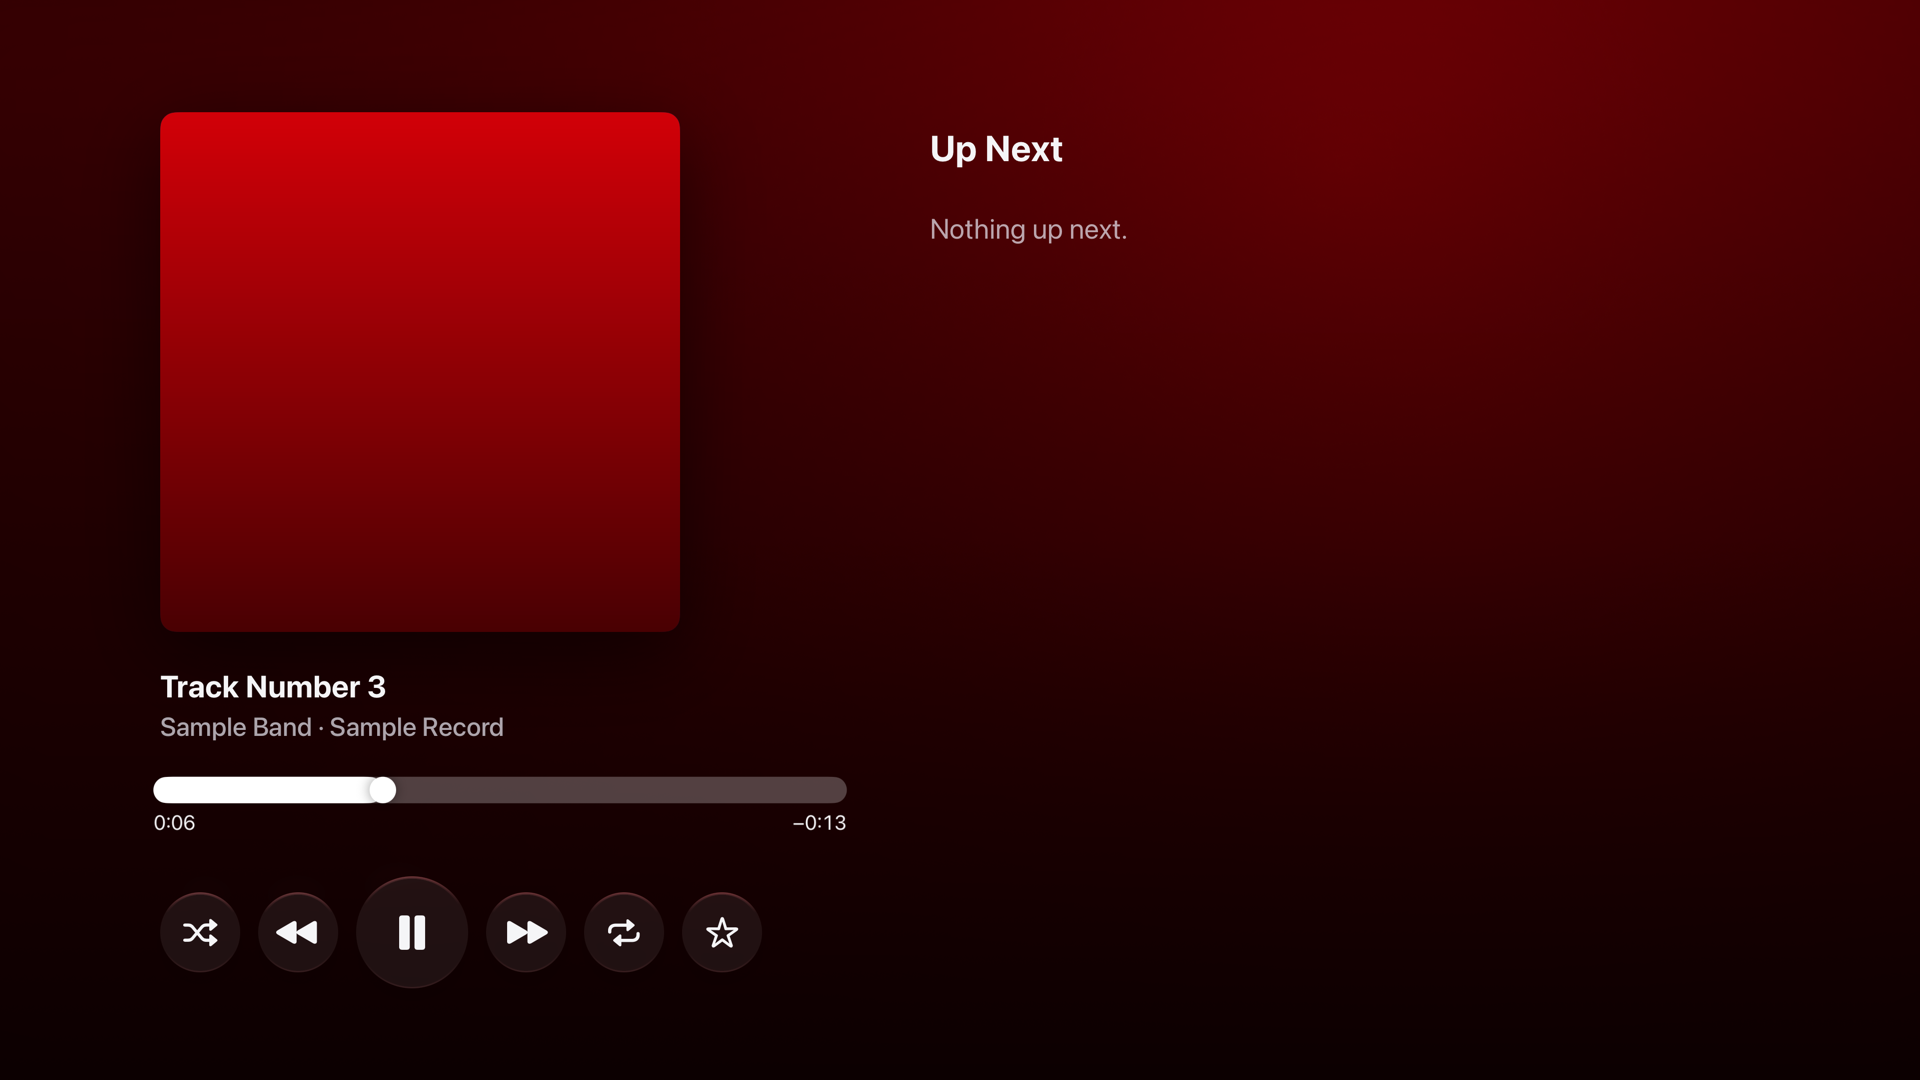 Up Next
Nothing up next.
Track Number 3
Sample Band · Sample Record
0:06
−0:13